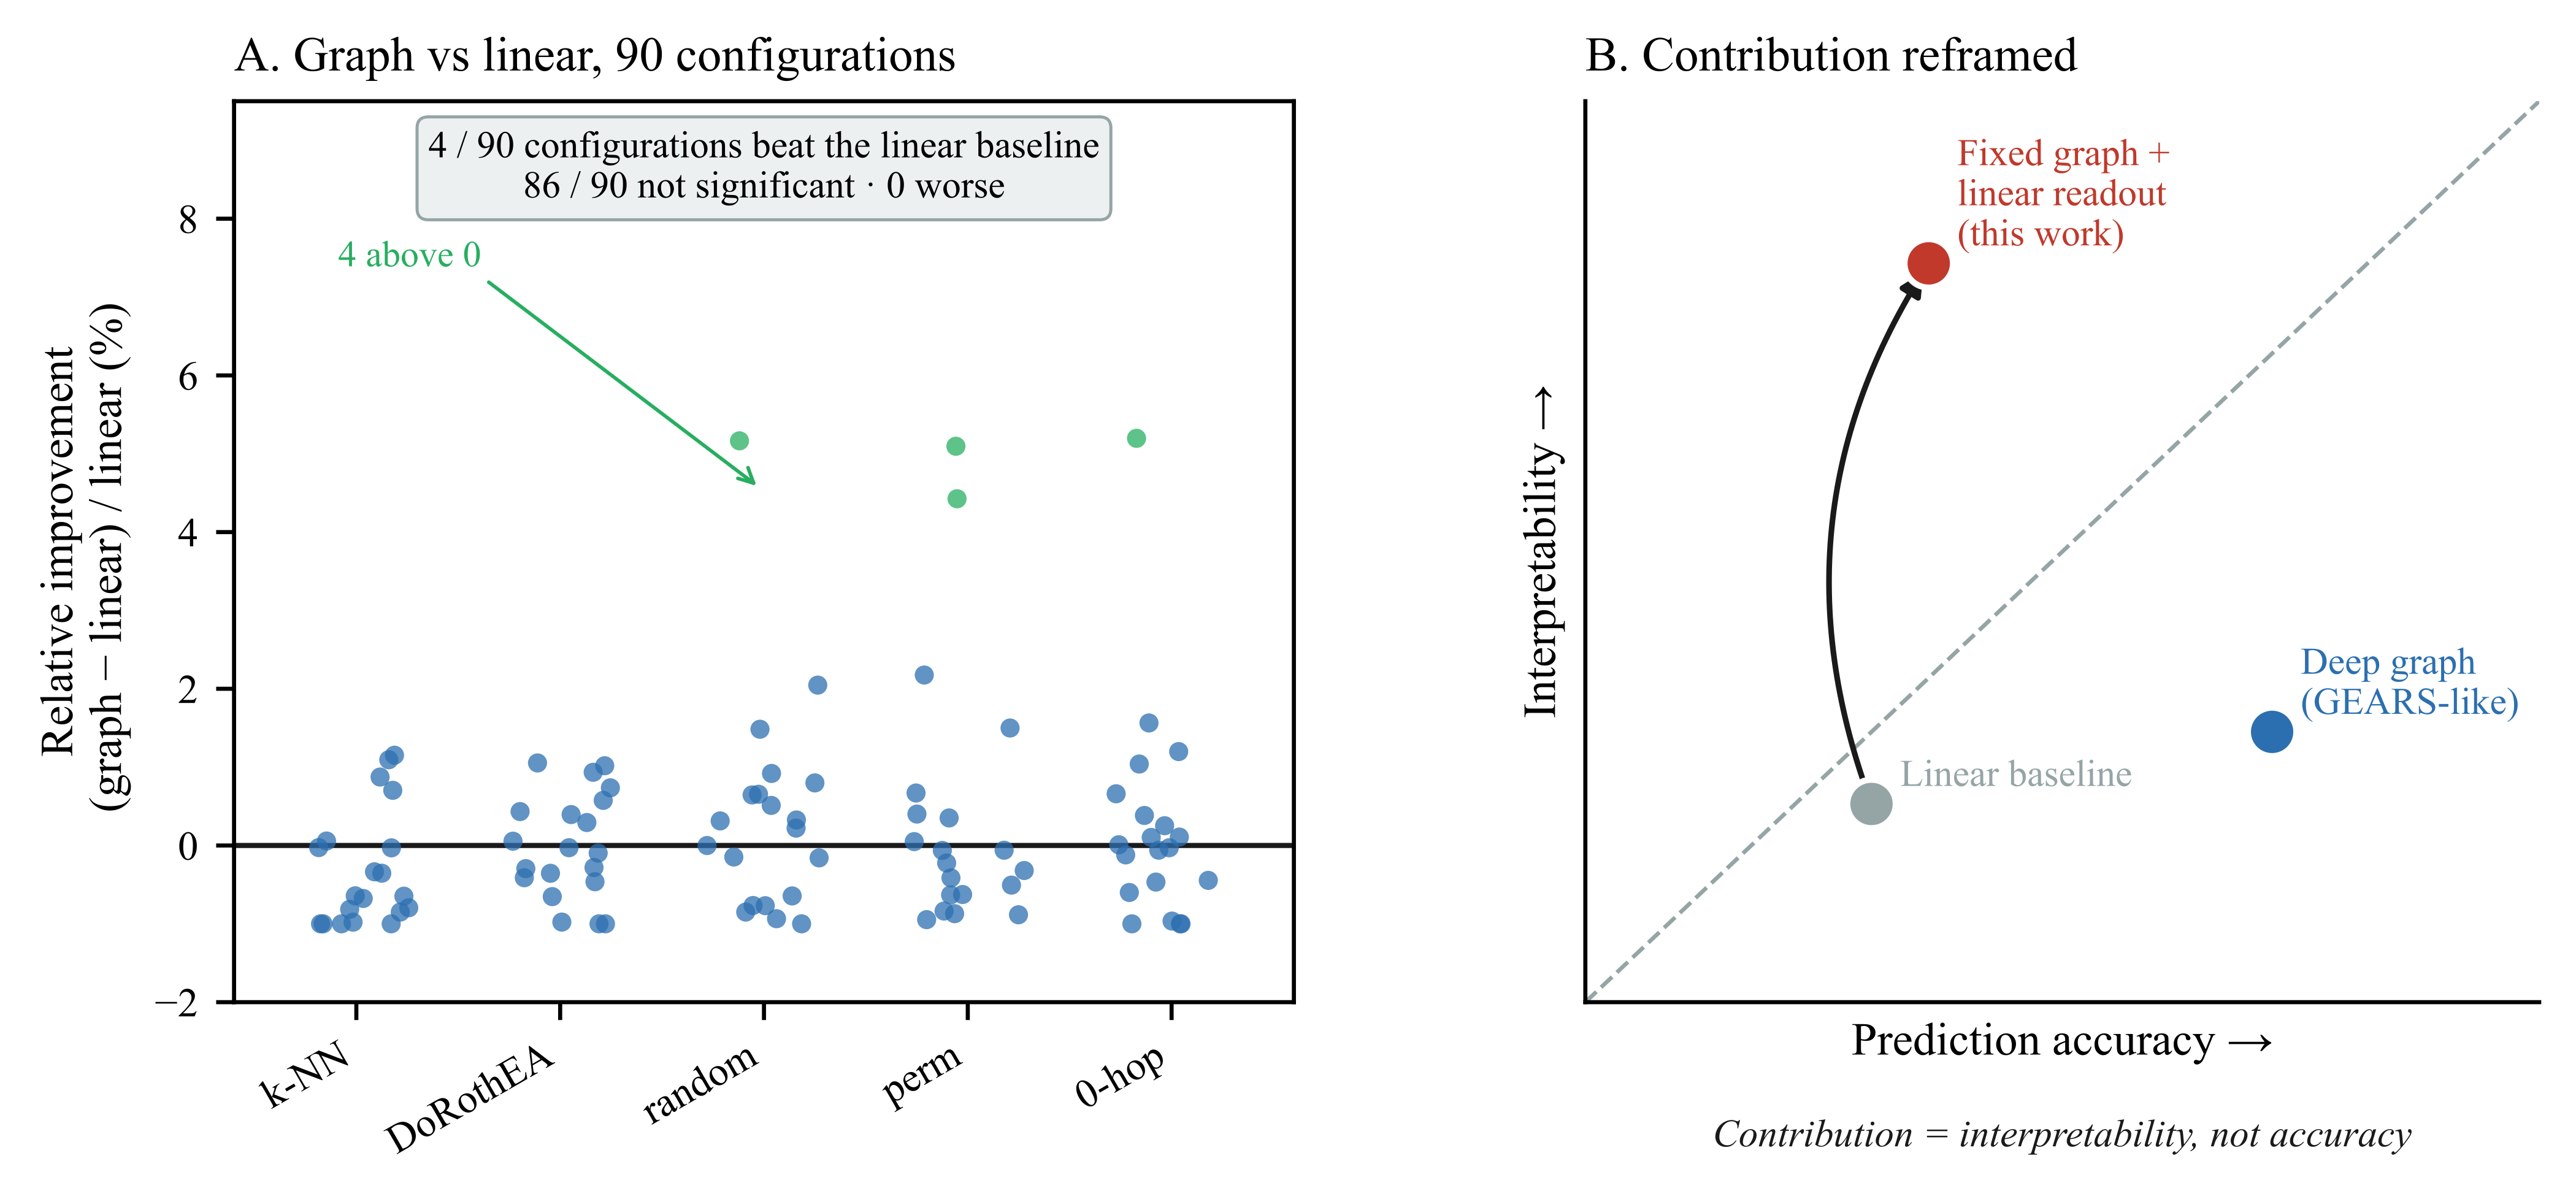 A. Graph vs linear, 90 configurations
4 / 90 configurations beat the linear baseline
86 / 90 not significant · 0 worse
4 above 0
Relative improvement
(graph − linear) / linear (%)
8
6
4
2
0
−2
k-NN
DoRothEA
random
perm
0-hop
B. Contribution reframed
Fixed graph +
linear readout
(this work)
Deep graph
(GEARS-like)
Linear baseline
Interpretability →
Prediction accuracy →
Contribution = interpretability, not accuracy